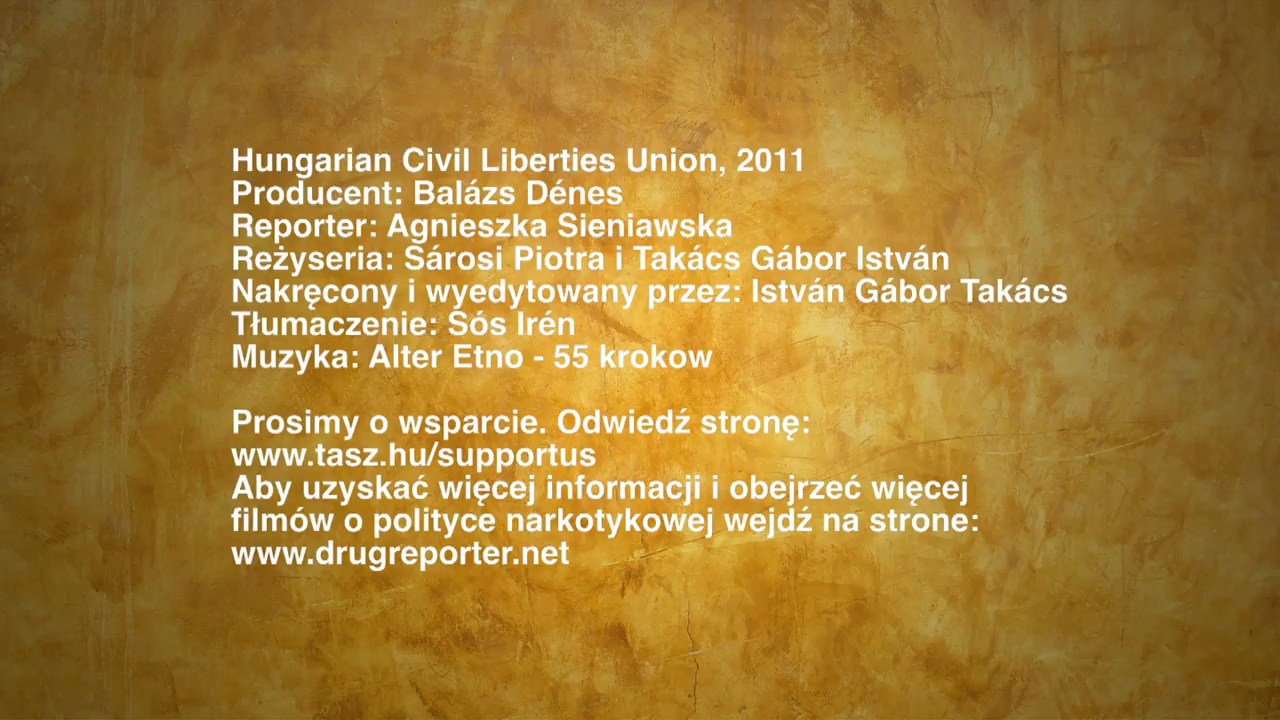 Hungarian Civil Liberties Union, 2011
Producent: Balázs Dénes
Reporter: Agnieszka Sieniawska
Reżyseria: Sárosi Piotra i Takács Gábor István
Nakręcony i wyedytowany przez: István Gábor Takács
Tłumaczenie: Sós Irén
Muzyka: Alter Etno - 55 krokow
Prosimy o wsparcie. Odwiedź stronę:
www.tasz.hu/supportus
Aby uzyskać więcej informacji i obejrzeć więcej
filmów o polityce narkotykowej wejdź na strone:
www.drugreporter.net